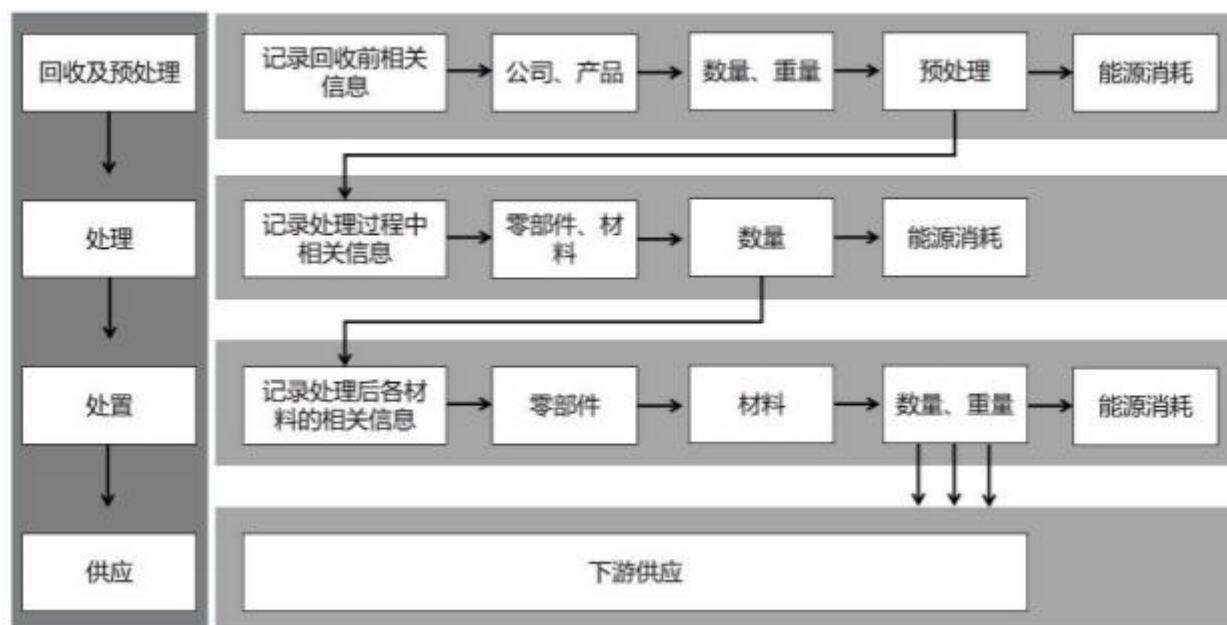 回收及预处理
记录回收前相关
信息
公司、产品
数量、重量
预处理
能源消耗
处理
记录处理过程中
相关信息
零部件、材
料
数量
能源消耗
处置
记录处理后各材
料的相关信息
零部件
材料
数量、重量
能源消耗
供应
下游供应